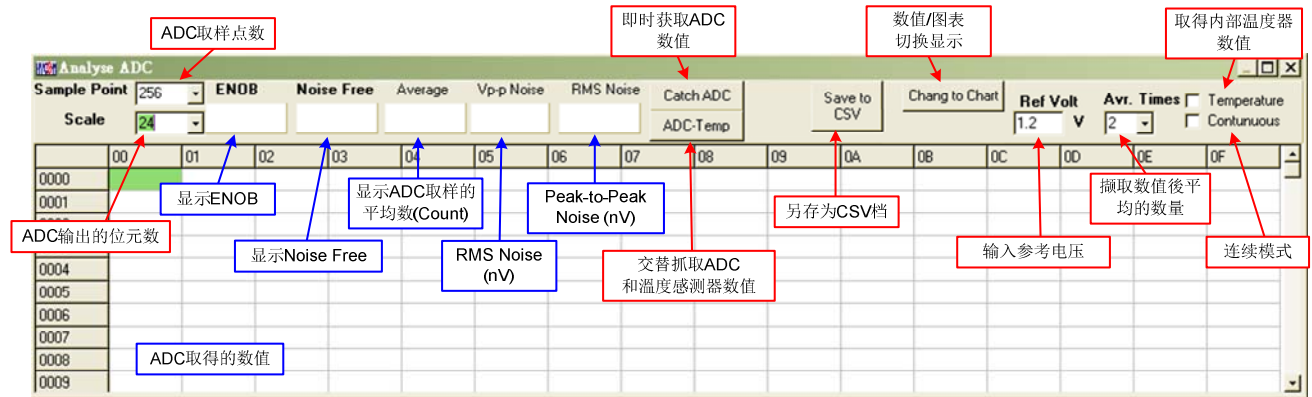 ADC取样点数
即时获取ADC
数值
数值/图表
切换显示
取得内部温度器
数值
Analyse ADC
Sample Point 256 ENOB Noise Free Average Vp-p Noise RMS Noise Catch ADC Save to CSV Chang to Chart Ref Volt Avr. Times Temperature
Scale 24 ADC-Temp 1.2 V 2 Contunuous
00 01 02 03 04 05 06 07 08 09 0A 0B 0C 0D 0E 0F
0000
0001
显示ENOB
显示ADC取样的
平均数(Count)
Peak-to-Peak
Noise (nV)
另存为CSV档
撷取数值後平
均的数量
ADC输出的位元数
显示Noise Free
RMS Noise
(nV)
交替抓取ADC
和溫度感测器数值
输入参考电压
连续模式
0004
0005
0006
0007
0008
ADC取得的数值
0009